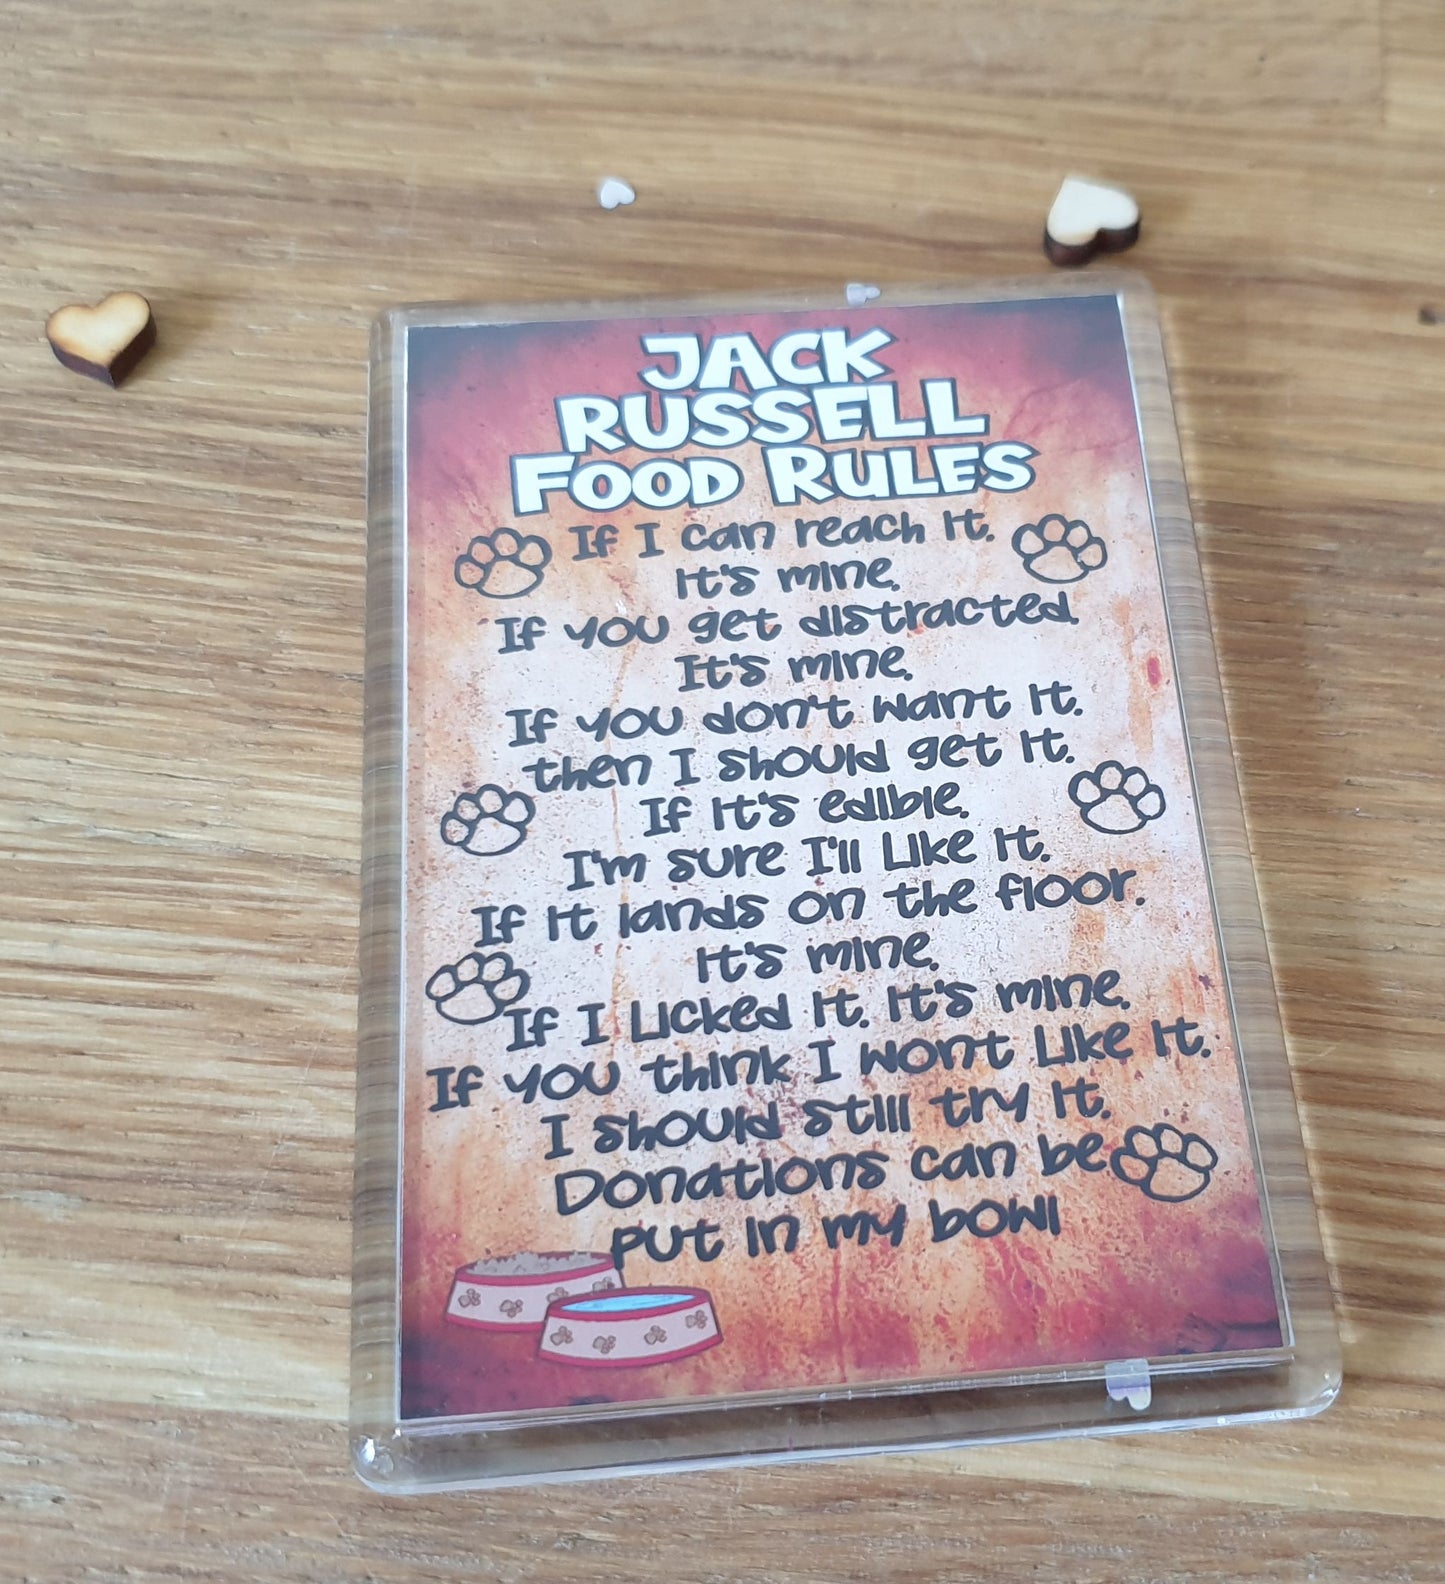 JACK
RUSSELL
FOOD RULES
If I can reach it.
It's mine.
If you get distracted.
It's mine.
If you don't want it.
then I should get it.
If it's edible.
I'm sure I'll like it.
If it lands on the floor.
It's mine.
If I licked it. It's mine.
If you think I wont like it.
I should still try it.
Donations can be
put in my bowl